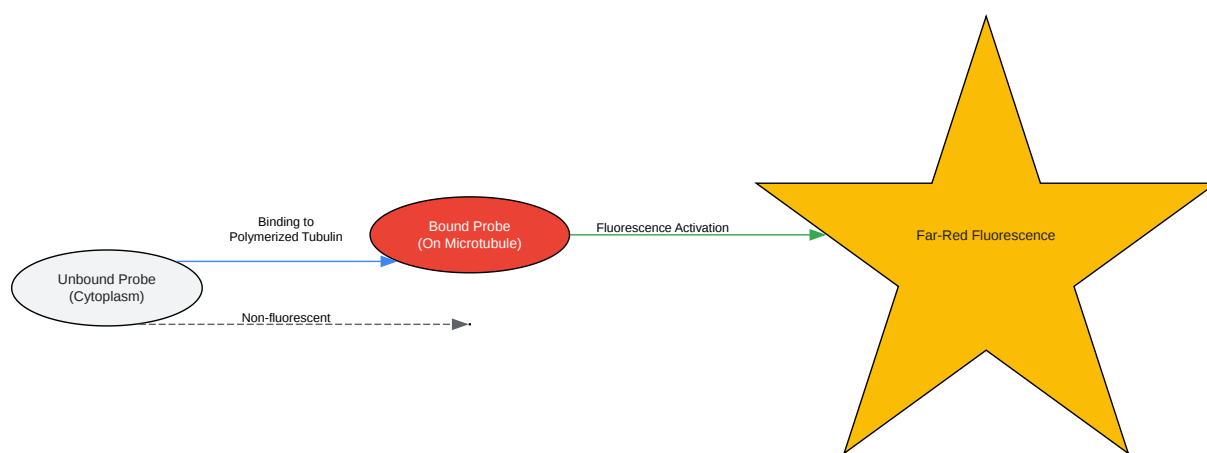 Unbound Probe
(Cytoplasm)
Binding to
Polymerized Tubulin
Non-fluorescent
Bound Probe
(On Microtubule)
Fluorescence Activation
Far-Red Fluorescence